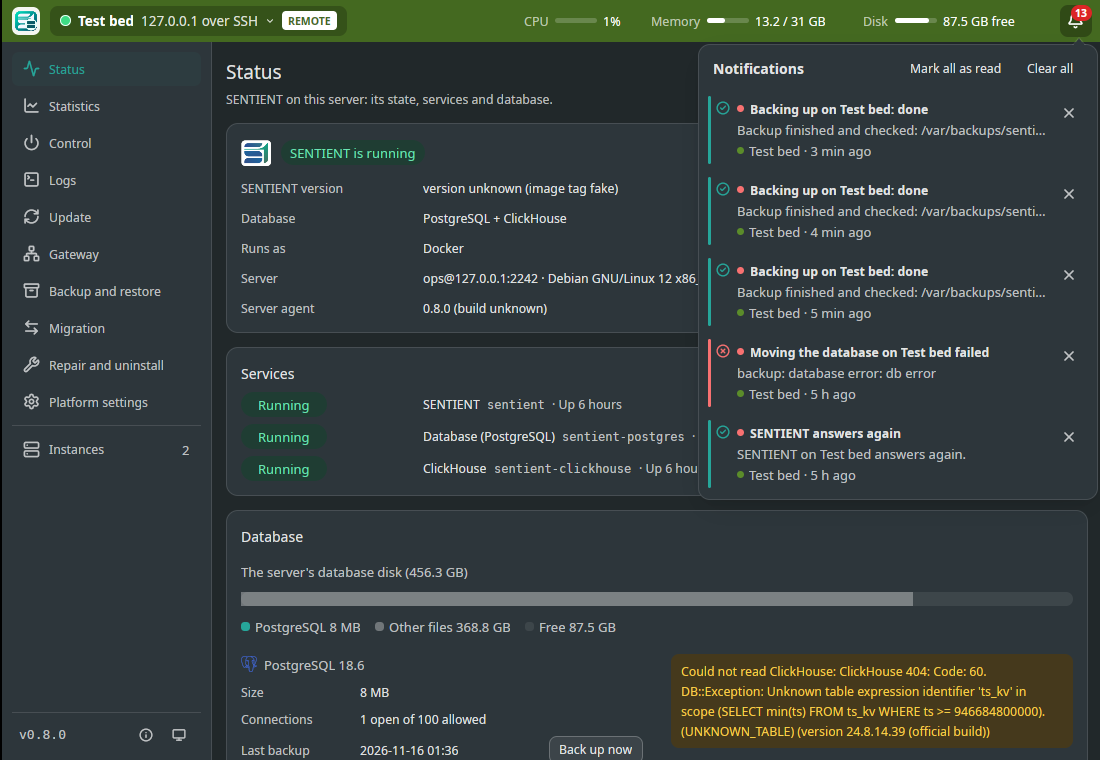 Test bed 127.0.0.1 over SSH REMOTE CPU 1% Memory 13.2 / 31 GB Disk 87.5 GB free 13
Status
Statistics
Control
Logs
Update
Gateway
Backup and restore
Migration
Repair and uninstall
Platform settings
Instances 2
v0.8.0
Status
SENTIENT on this server: its state, services and database.
SENTIENT is running
SENTIENT version version unknown (image tag fake)
Database PostgreSQL + ClickHouse
Runs as Docker
Server ops@127.0.0.1:2242 · Debian GNU/Linux 12 x86_
Server agent 0.8.0 (build unknown)
Services
Running SENTIENT sentient · Up 6 hours
Running Database (PostgreSQL) sentient-postgres ·
Running ClickHouse sentient-clickhouse · Up 6 hou
Notifications Mark all as read Clear all
Backing up on Test bed: done
Backup finished and checked: /var/backups/senti...
Test bed · 3 min ago
Backing up on Test bed: done
Backup finished and checked: /var/backups/senti...
Test bed · 4 min ago
Backing up on Test bed: done
Backup finished and checked: /var/backups/senti...
Test bed · 5 min ago
Moving the database on Test bed failed
backup: database error: db error
Test bed · 5 h ago
SENTIENT answers again
SENTIENT on Test bed answers again.
Test bed · 5 h ago
Database
The server's database disk (456.3 GB)
PostgreSQL 8 MB Other files 368.8 GB Free 87.5 GB
PostgreSQL 18.6
Size 8 MB
Connections 1 open of 100 allowed
Last backup 2026-11-16 01:36 Back up now
Could not read ClickHouse: ClickHouse 404: Code: 60.
DB::Exception: Unknown table expression identifier 'ts_kv' in
scope (SELECT min(ts) FROM ts_kv WHERE ts >= 946684800000).
(UNKNOWN_TABLE) (version 24.8.14.39 (official build))